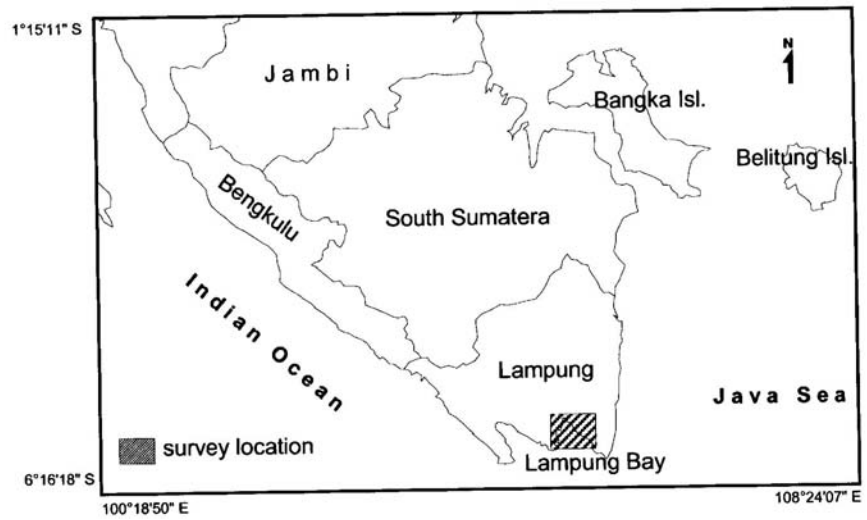 1°15'11" S
N
Jambi
Bangka Isl.
Belitung Isl.
Bengkulu
South Sumatera
Indian Ocean
Lampung
Java Sea
survey location
Lampung Bay
6°16'18" S
100°18'50" E
108°24'07" E